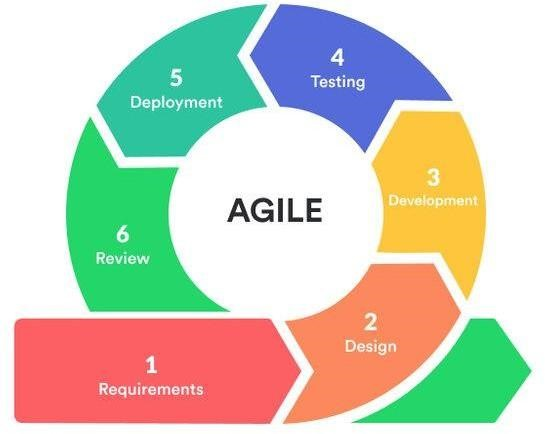 AGILE
1
Requirements
2
Design
3
Development
4
Testing
5
Deployment
6
Review